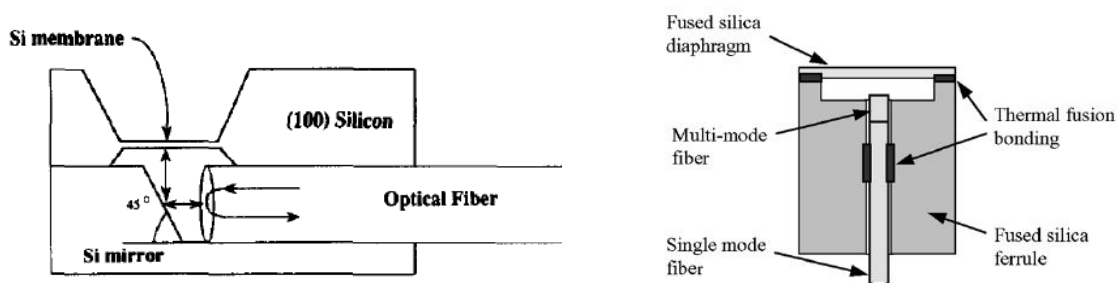 Si membrane
(100) Silicon
45°
Optical Fiber
Si mirror
Fused silica
diaphragm
Multi-mode
fiber
Thermal fusion
bonding
Single mode
fiber
Fused silica
ferrule